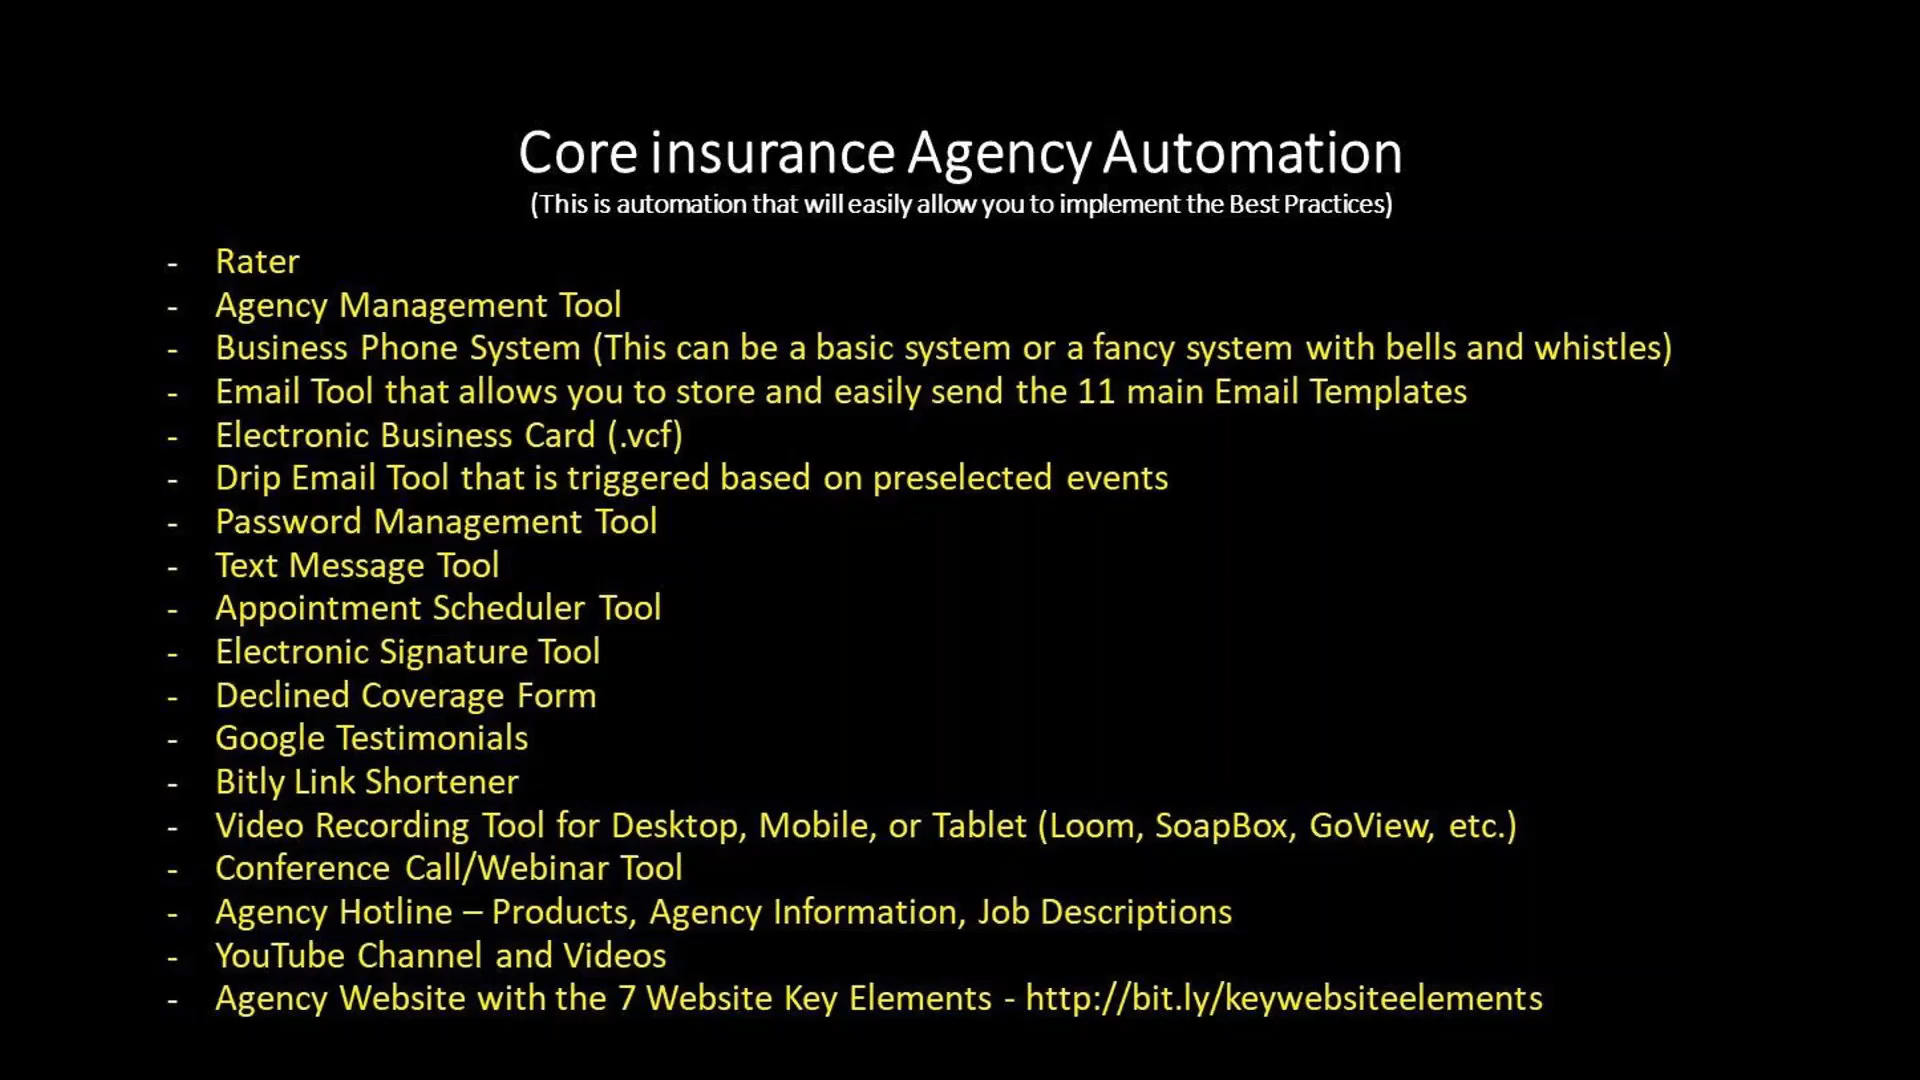 Core insurance Agency Automation
(This is automation that will easily allow you to implement the Best Practices)
- Rater
- Agency Management Tool
- Business Phone System (This can be a basic system or a fancy system with bells and whistles)
- Email Tool that allows you to store and easily send the 11 main Email Templates
- Electronic Business Card (.vcf)
- Drip Email Tool that is triggered based on preselected events
- Password Management Tool
- Text Message Tool
- Appointment Scheduler Tool
- Electronic Signature Tool
- Declined Coverage Form
- Google Testimonials
- Bitly Link Shortener
- Video Recording Tool for Desktop, Mobile, or Tablet (Loom, SoapBox, GoView, etc.)
- Conference Call/Webinar Tool
- Agency Hotline – Products, Agency Information, Job Descriptions
- YouTube Channel and Videos
- Agency Website with the 7 Website Key Elements - http://bit.ly/keywebsiteelements